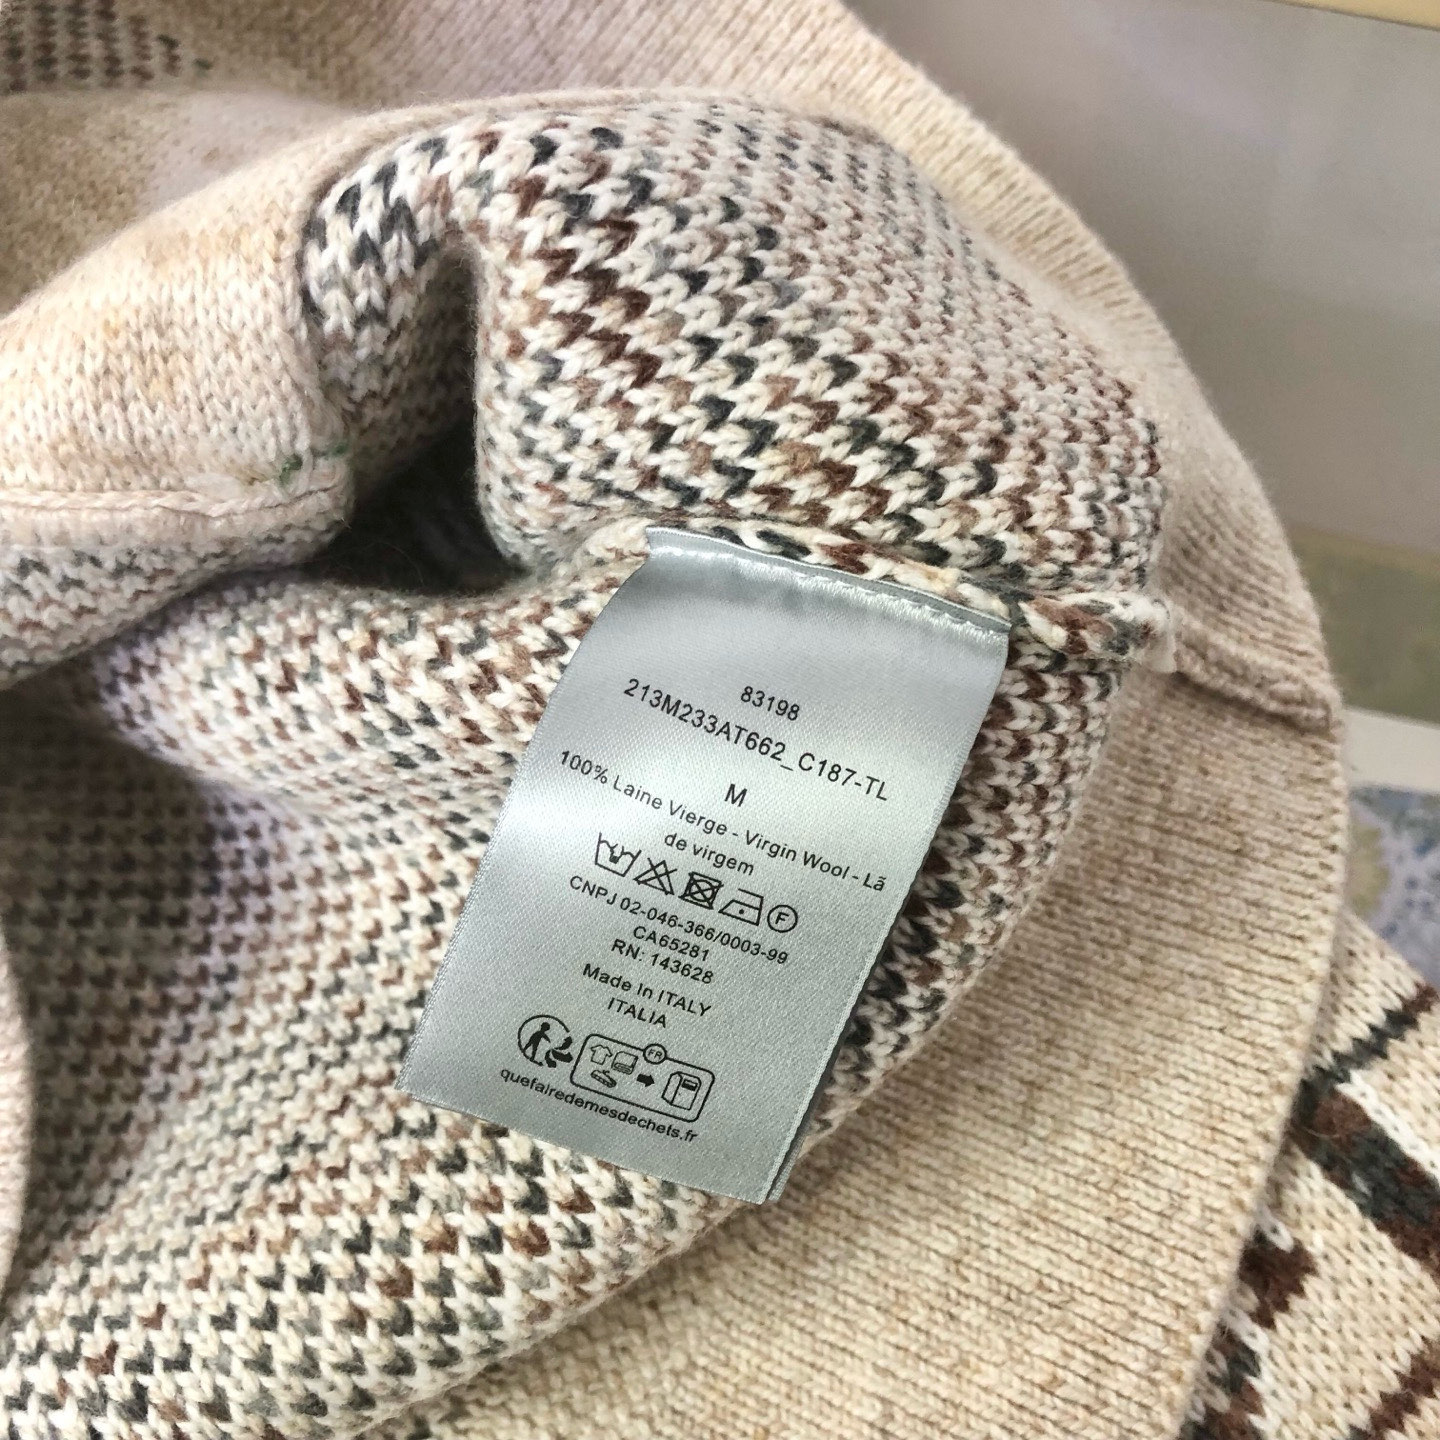 83198
213M233AT662_C187-TL
M
100% Laine Vierge - Virgin Wool - Lã
de virgem
F
CNPJ 02-046-366/0003-99
CA65281
RN: 143628
Made In ITALY
ITALIA
FR
quefairedemesdechets.fr